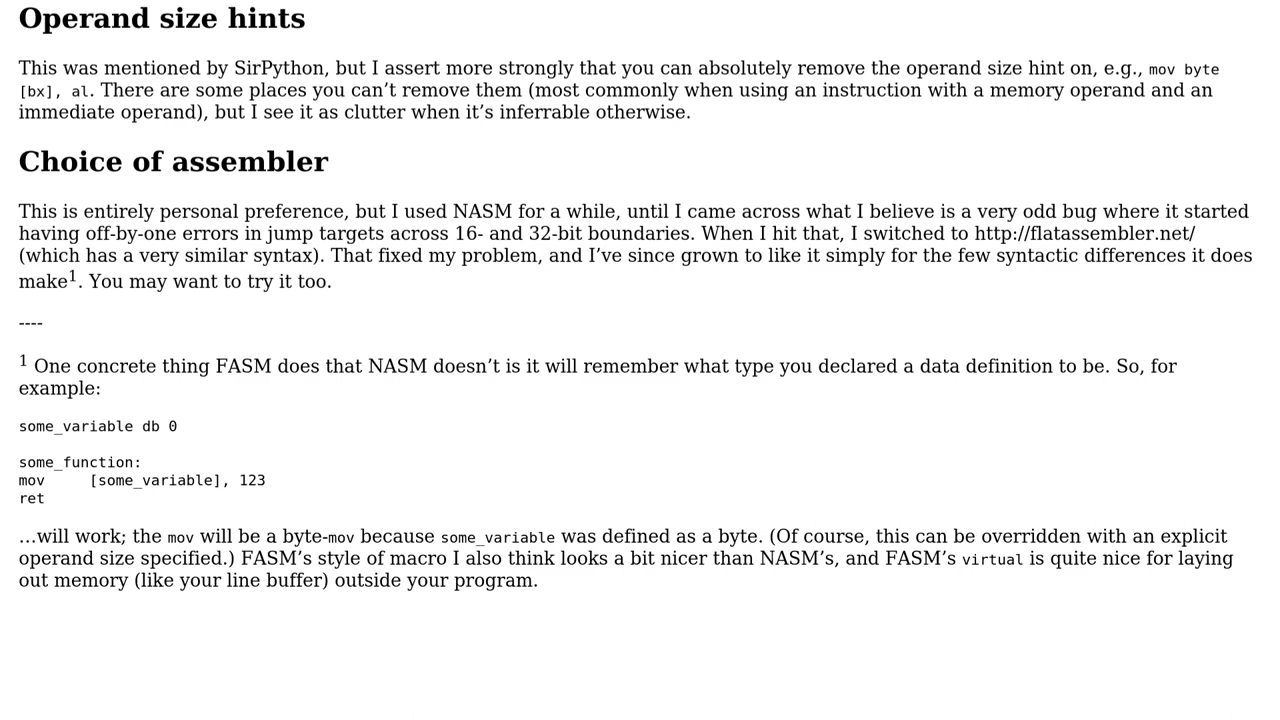 Operand size hints
This was mentioned by SirPython, but I assert more strongly that you can absolutely remove the operand size hint on, e.g., mov byte
[bx], al. There are some places you can’t remove them (most commonly when using an instruction with a memory operand and an
immediate operand), but I see it as clutter when it’s inferrable otherwise.
Choice of assembler
This is entirely personal preference, but I used NASM for a while, until I came across what I believe is a very odd bug where it started
having off-by-one errors in jump targets across 16- and 32-bit boundaries. When I hit that, I switched to http://flatassembler.net/
(which has a very similar syntax). That fixed my problem, and I’ve since grown to like it simply for the few syntactic differences it does
make1. You may want to try it too.
----
1 One concrete thing FASM does that NASM doesn’t is it will remember what type you declared a data definition to be. So, for
example:
some_variable db 0
some_function:
mov     [some_variable], 123
ret
…will work; the mov will be a byte-mov because some_variable was defined as a byte. (Of course, this can be overridden with an explicit
operand size specified.) FASM’s style of macro I also think looks a bit nicer than NASM’s, and FASM’s virtual is quite nice for laying
out memory (like your line buffer) outside your program.